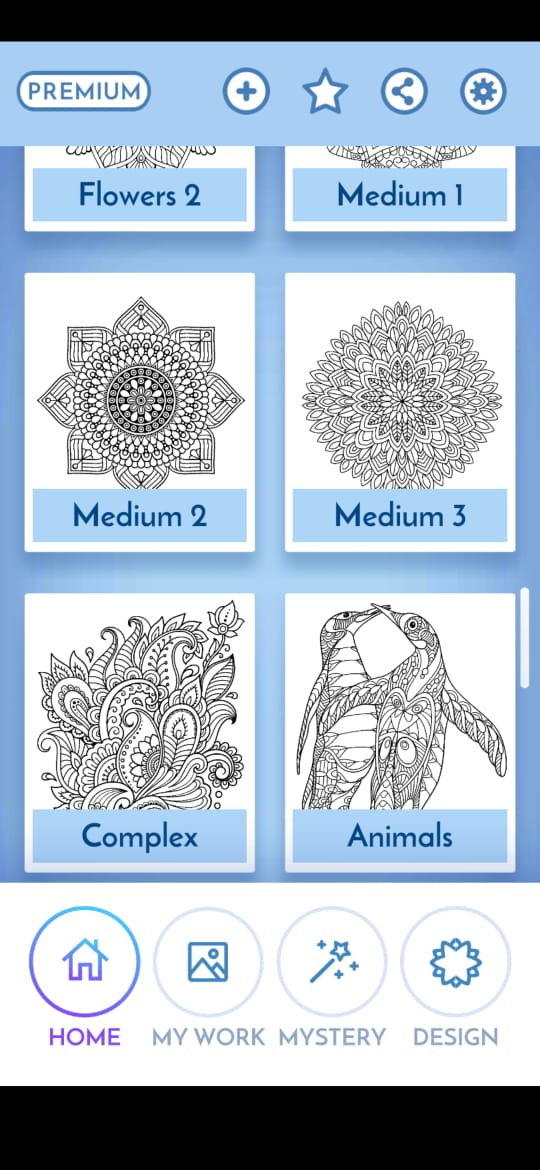 PREMIUM
Flowers 2
Medium 1
Medium 2
Medium 3
Complex
Animals
HOME
MY WORK
MYSTERY
DESIGN